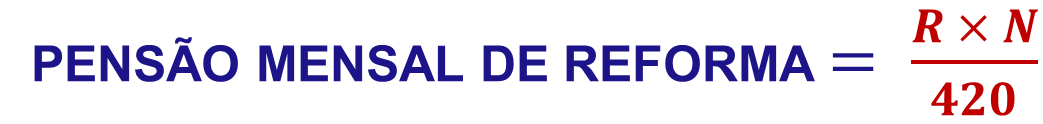 PENSÃO MENSAL DE REFORMA = R × N / 420